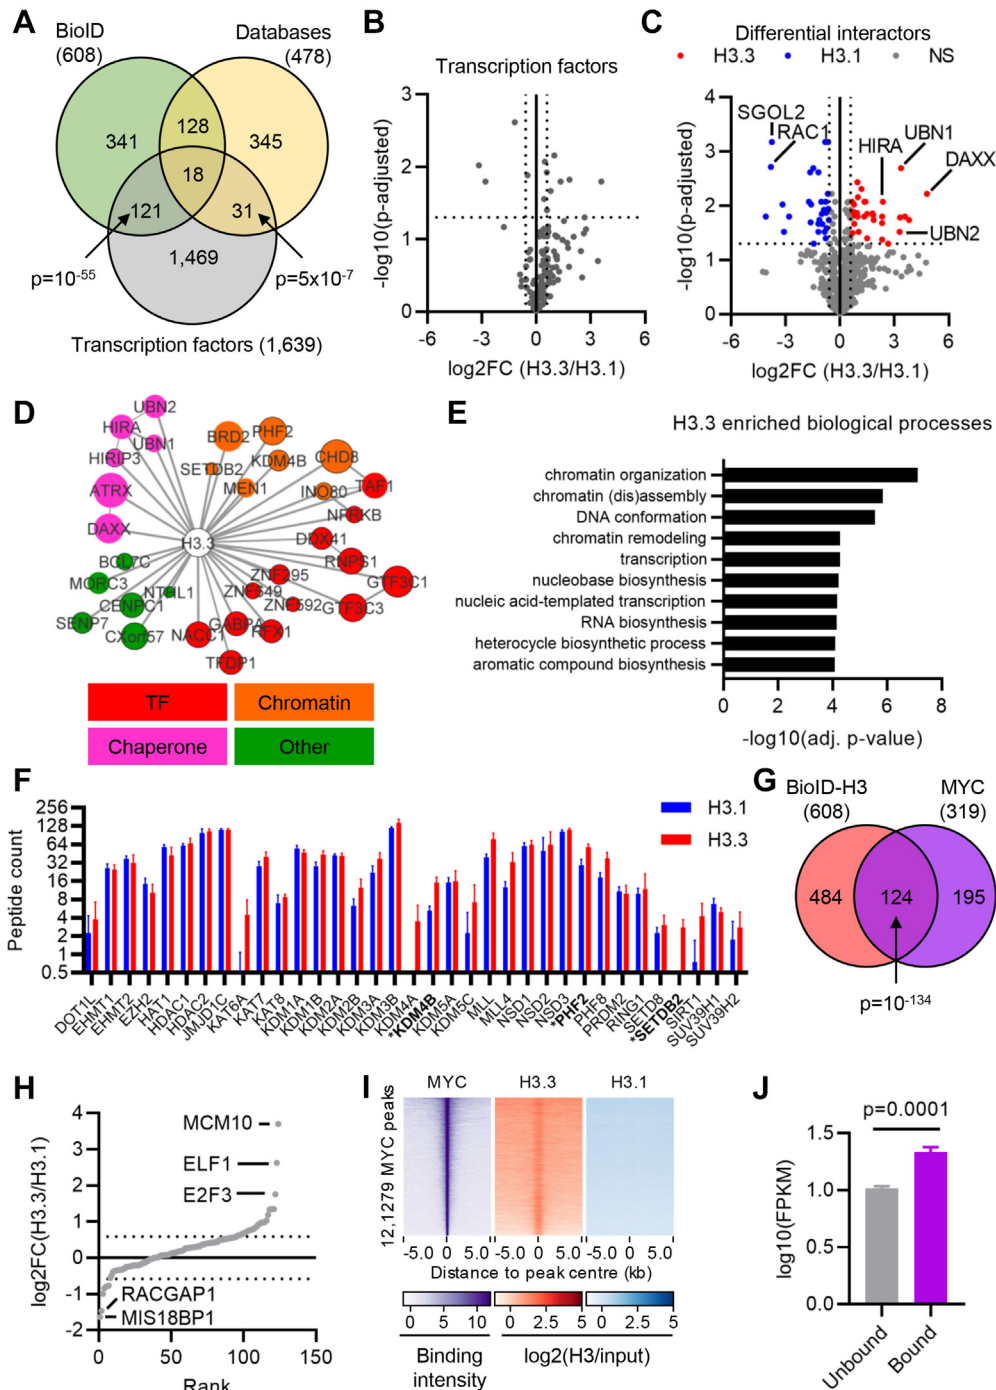 A
BioID
(608)
Databases
(478)
341
128
345
18
121
31
1,469
p=10-55
p=5x10-7
Transcription factors (1,639)
B
Transcription factors
-log10(p-adjusted)
3
2
1
0
-6 -3 0 3 6
log2FC (H3.3/H3.1)
C
Differential interactors
H3.3 H3.1 NS
-log10(p-adjusted)
4
3
2
1
0
SGOL2
RAC1
HIRA
UBN1
DAXX
UBN2
-6 -3 0 3 6
log2FC (H3.3/H3.1)
D
UBN2
HIRA
UBN1
HIRIP3
ATRX
DAXX
BRD2
PHF2
SETDB2
KDM4B
MEN1
CHD8
INO80
TAF1
NFRKB
H3.3
DDX41
RNPS1
BCL7C
MORC3
NTHL1
CENPC1
SENP7
CXorf57
ZNF295
ZNF649
ZNF592
GTF3C1
GTF3C3
NACC1
GABPA
RFX1
TFDP1
TF
Chromatin
Chaperone
Other
E
H3.3 enriched biological processes
chromatin organization
chromatin (dis)assembly
DNA conformation
chromatin remodeling
transcription
nucleobase biosynthesis
nucleic acid-templated transcription
RNA biosynthesis
heterocycle biosynthetic process
aromatic compound biosynthesis
0 2 4 6 8
-log10(adj. p-value)
F
Peptide count
256
128
64
32
16
8
4
2
1
0.5
H3.1
H3.3
DOT1L
EHMT1
EHMT2
EZH2
HAT1
HDAC1
HDAC2
JMJD1C
KAT6A
KAT7
KAT8
KDM1A
KDM1B
KDM2A
KDM2B
KDM3A
KDM3B
KDM4A
*KDM4B
KDM5A
KDM5C
MLL
MLL4
NSD1
NSD2
NSD3
*PHF2
PHF8
PRDM2
RING1
SETD8
*SETDB2
SIRT1
SUV39H1
SUV39H2
G
BioID-H3
(608)
MYC
(319)
484
124
195
p=10-134
H
log2FC(H3.3/H3.1)
4
3
2
1
0
-1
-2
MCM10
ELF1
E2F3
RACGAP1
MIS18BP1
0 50 100 150
Rank
I
MYC H3.3 H3.1
12,1279 MYC peaks
-5.0 0 5.0 -5.0 0 5.0 -5.0 0 5.0
Distance to peak centre (kb)
0 5 10 0 2.5 5 0 2.5 5
Binding
intensity
log2(H3/input)
J
p=0.0001
log10(FPKM)
1.5
1.0
0.5
0.0
Unbound
Bound